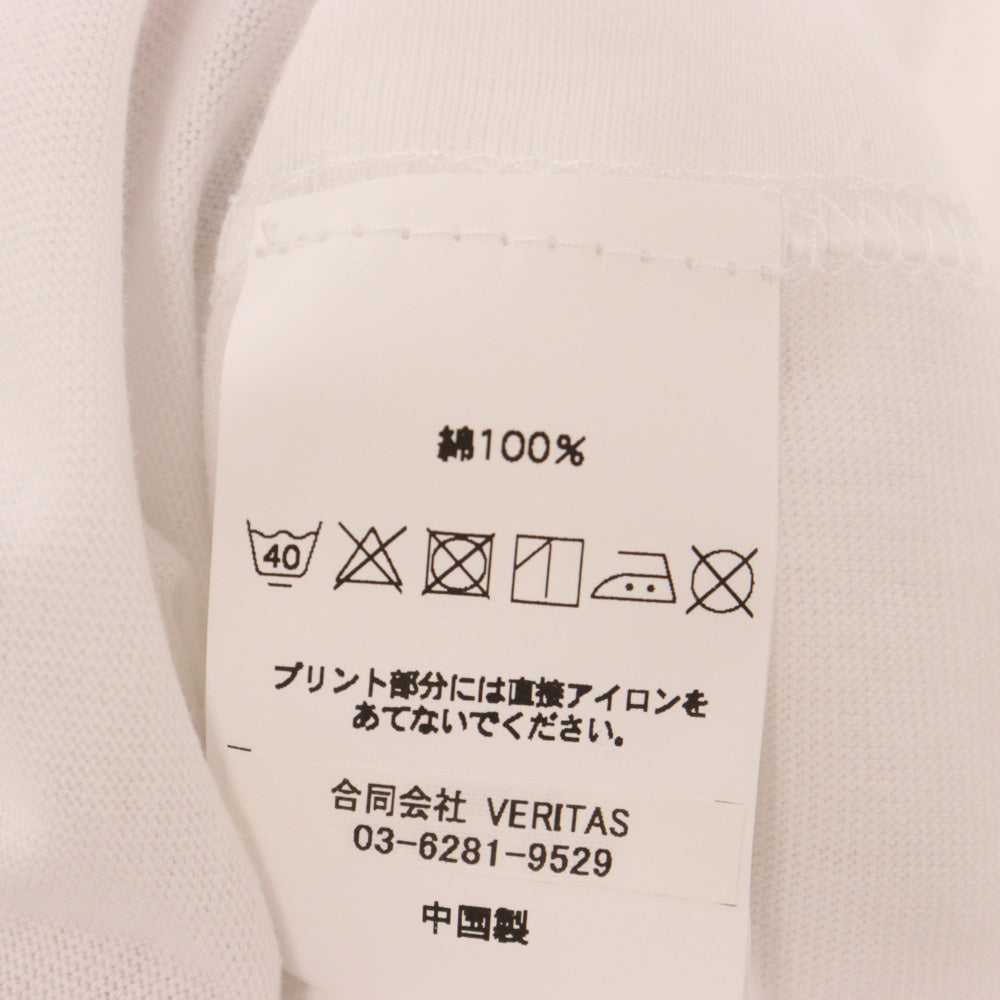 綿100%
40
プリント部分には直接アイロンを
あてないでください。
合同会社 VERITAS
03-6281-9529
中国製